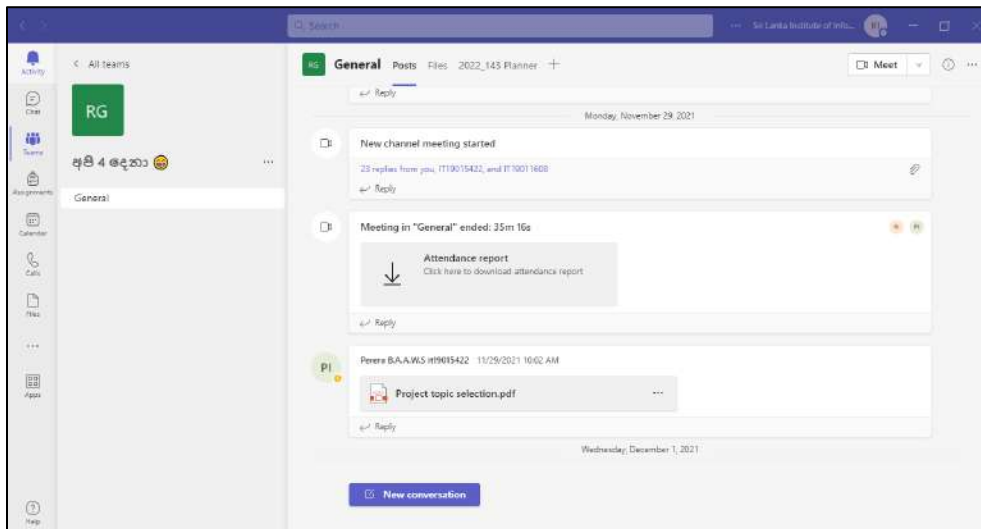 Search
Sri Lanka Institute of Info...
Activity
Chat
Teams
Assignments
Calendar
Calls
Files
Apps
Help
All teams
RG
අපි 4 දෙනා 😄
General
RG General Posts Files 2022_143 Planner
Meet
Reply
Monday, November 29, 2021
New channel meeting started
23 replies from you, IT19015422, and IT19011608
Reply
Meeting in "General" ended: 35m 16s
Attendance report
Click here to download attendance report
Reply
PI
Perera B.A.A.W.S it19015422 11/29/2021 10:02 AM
Project topic selection.pdf
Reply
Wednesday, December 1, 2021
New conversation